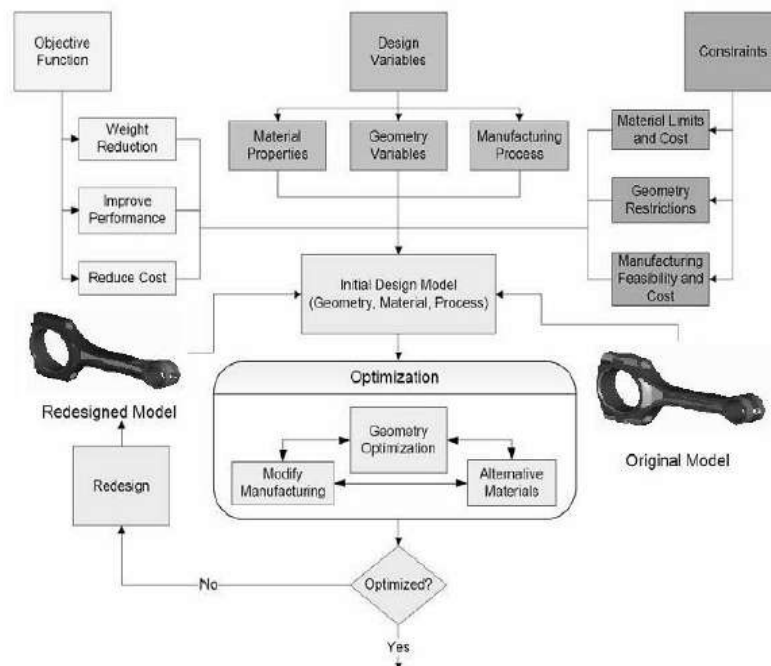 Objective
Function
Design
Variables
Constraints
Weight
Reduction
Material
Properties
Geometry
Variables
Manufacturing
Process
Material Limits
and Cost
Improve
Performance
Geometry
Restrictions
Reduce Cost
Manufacturing
Feasibility and
Cost
Initial Design Model
(Geometry, Material, Process)
Optimization
Redesigned Model
Geometry
Optimization
Original Model
Redesign
Modify
Manufacturing
Alternative
Materials
No
Optimized?
Yes